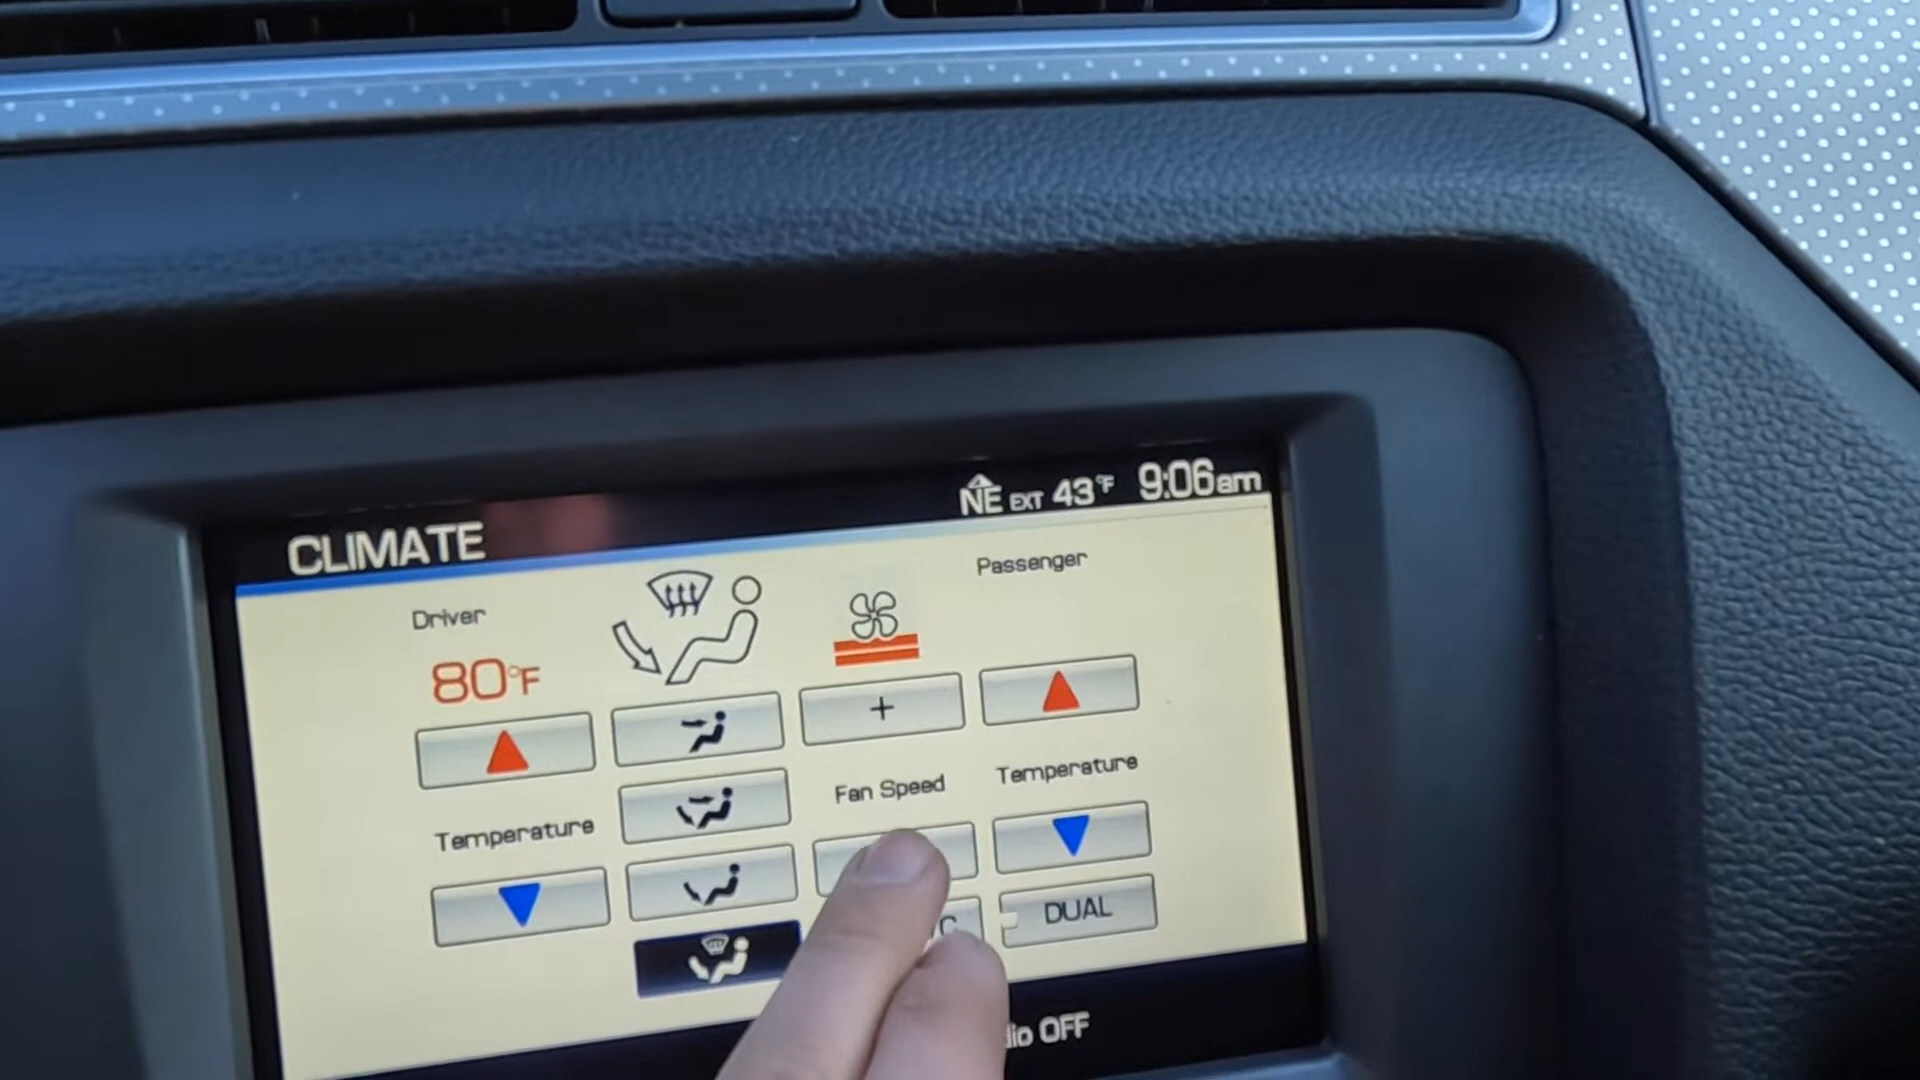 CLIMATE
NE EXT 43°F 9:06am
Driver
Passenger
80°F
+
Temperature
Fan Speed
Temperature
DUAL
OFF